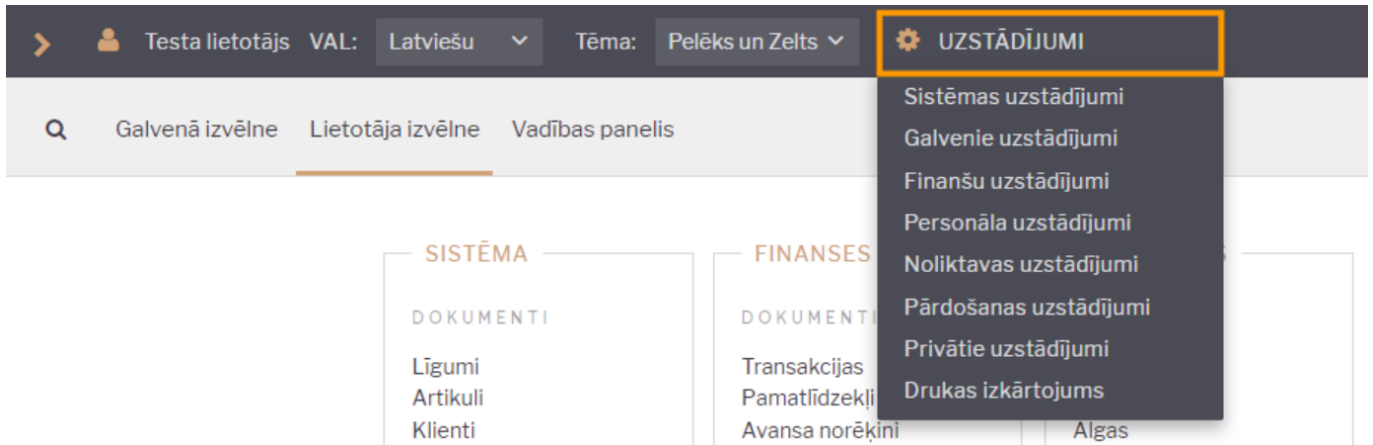 Testa lietotājs VAL: Latviešu Tēma: Pelēks un Zelts UZSTĀDĪJUMI
Galvenā izvēlne Lietotāja izvēlne Vadības panelis
Sistēmas uzstādījumi
Galvenie uzstādījumi
Finanšu uzstādījumi
Personāla uzstādījumi
Noliktavas uzstādījumi
Pārdošanas uzstādījumi
Privātie uzstādījumi
Drukas izkārtojums
SISTĒMA
DOKUMENTI
Līgumi
Artikuli
Klienti
FINANSES
DOKUMENTI
Transakcijas
Pamatlīdzekļi
Avansa norēķini
Algas